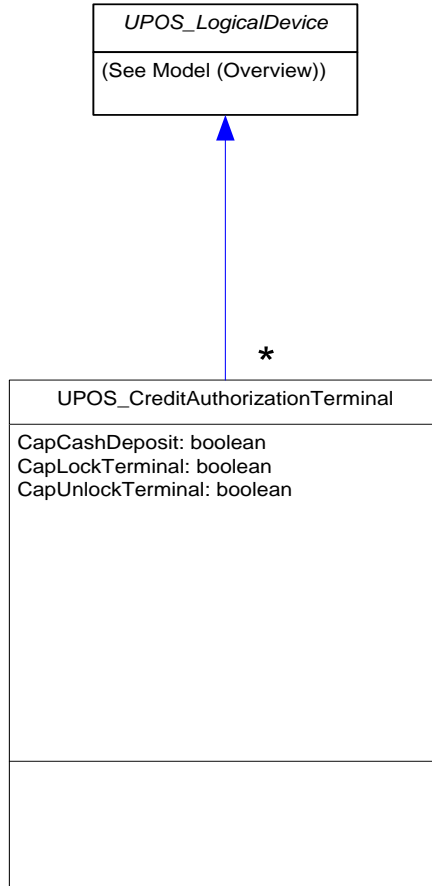 UPOS_LogicalDevice
(See Model (Overview))
*
UPOS_CreditAuthorizationTerminal
CapCashDeposit: boolean
CapLockTerminal: boolean
CapUnlockTerminal: boolean